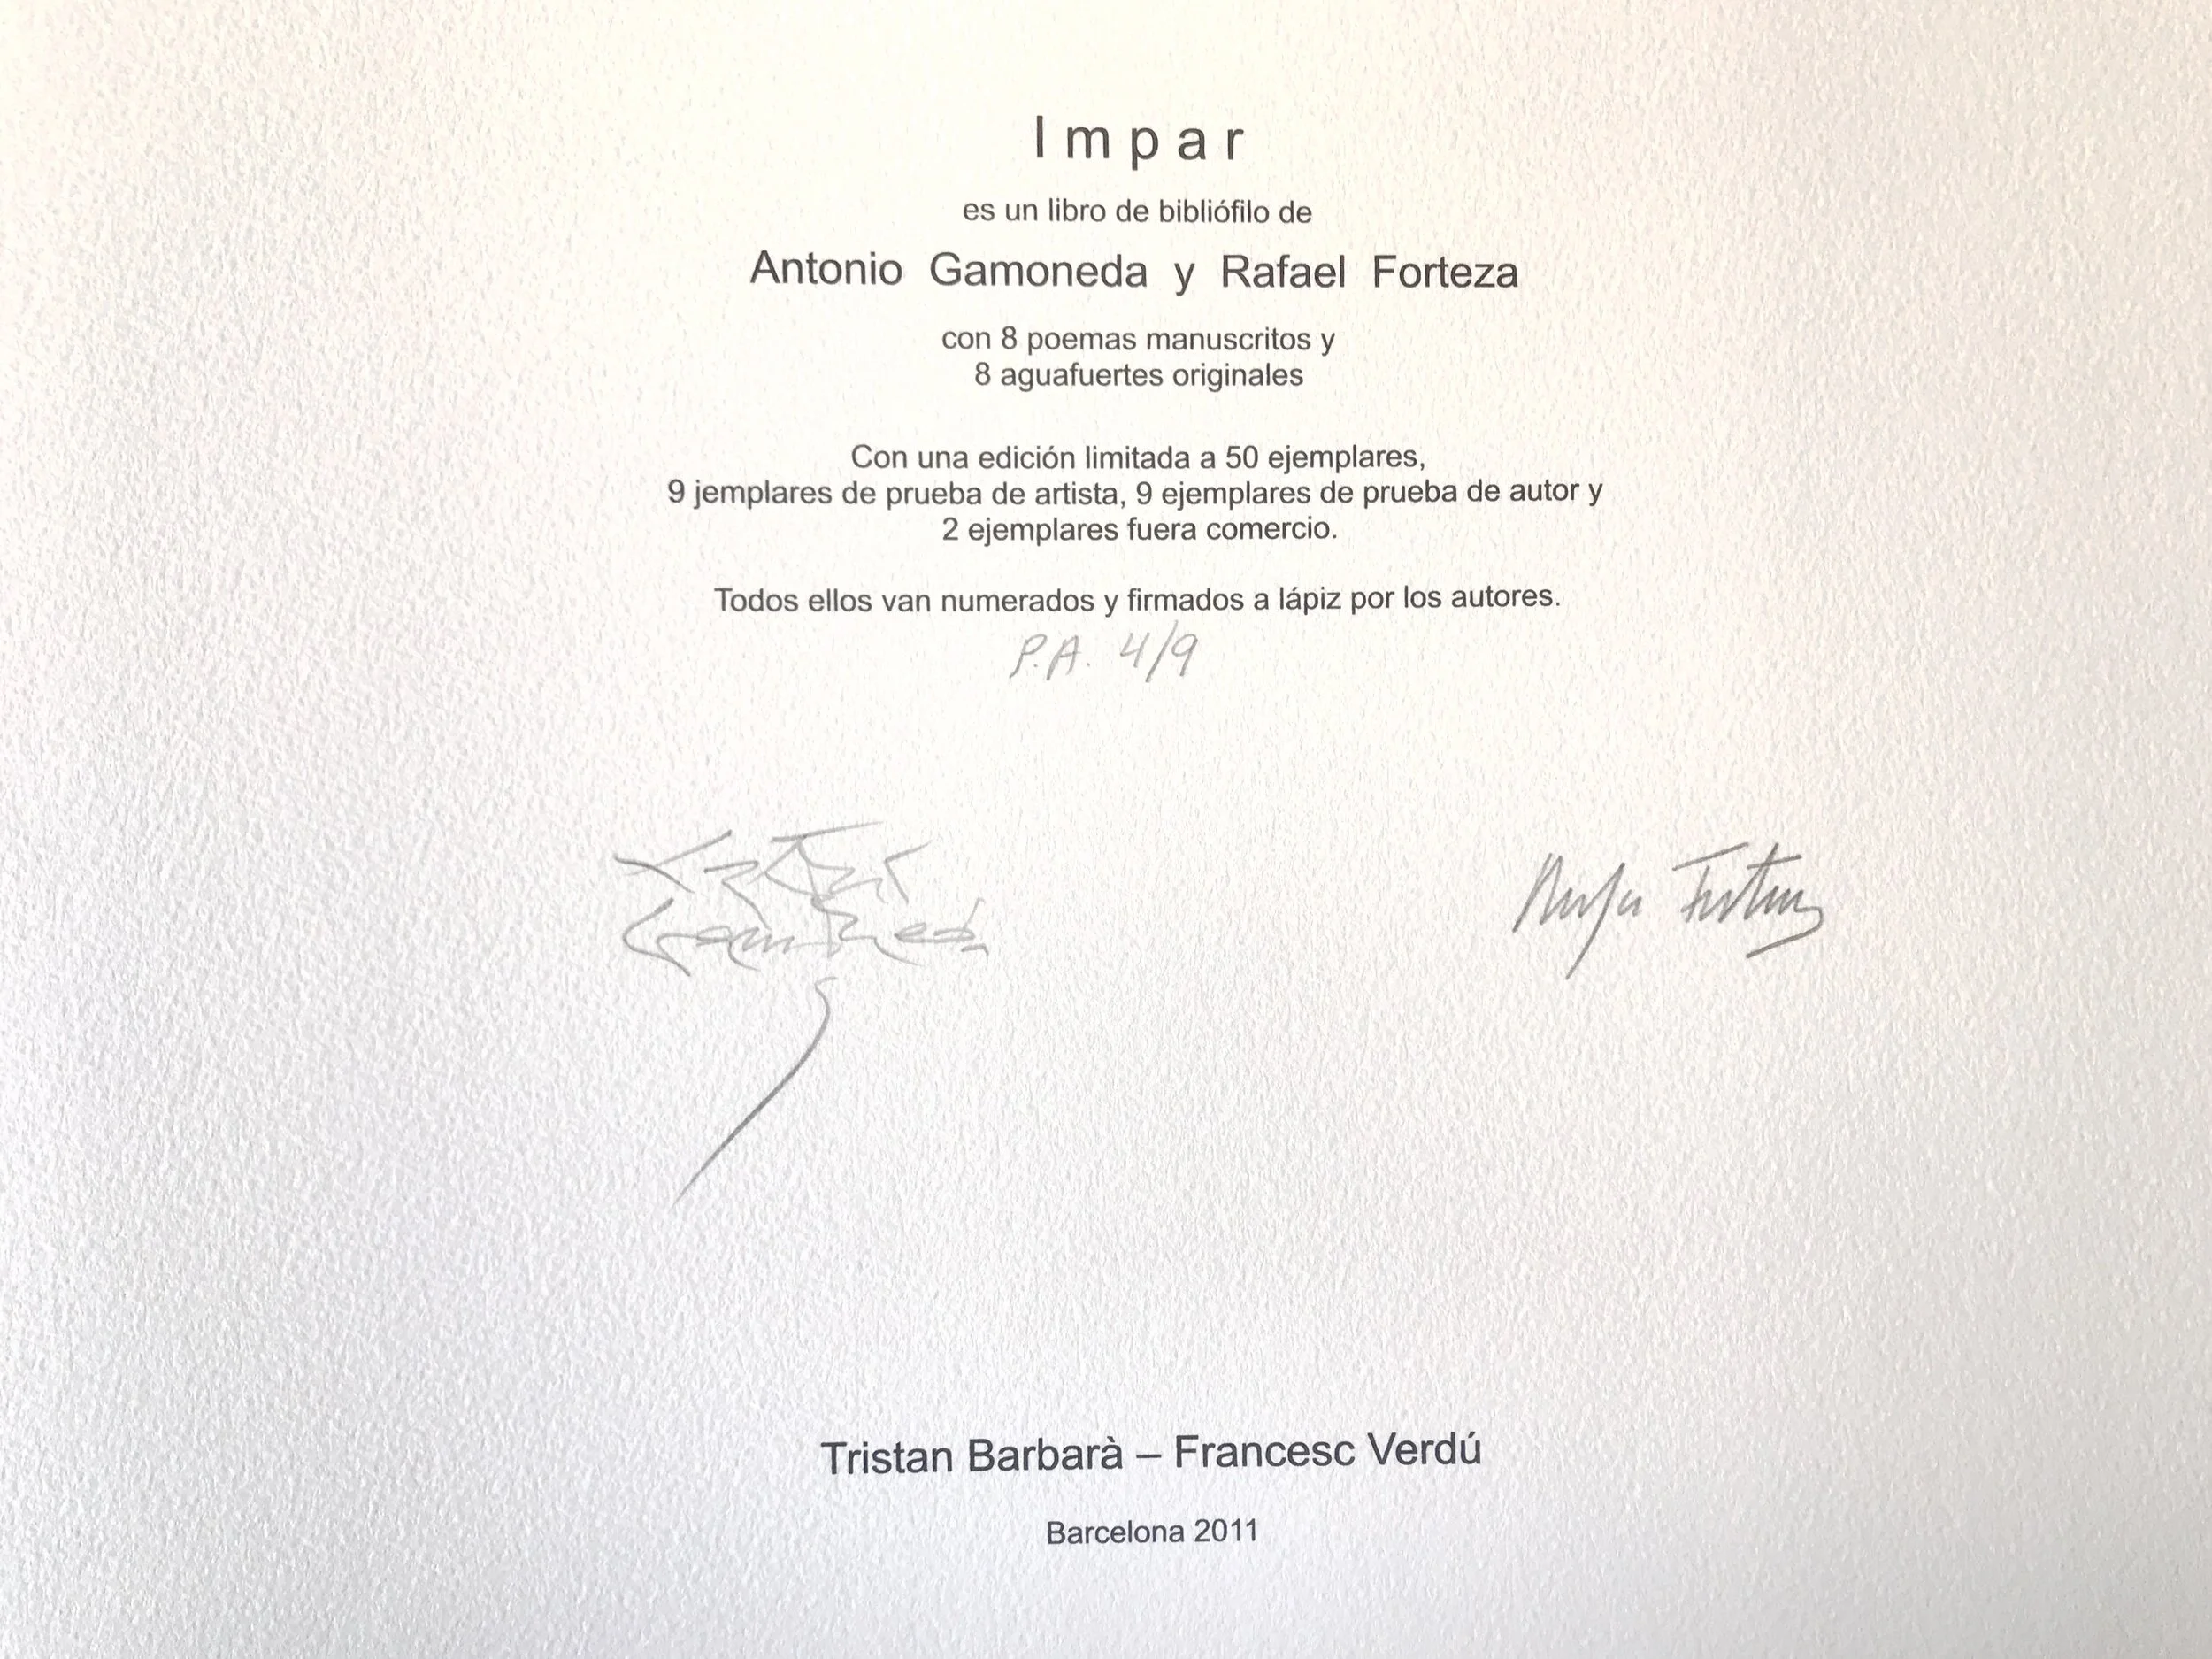 Impar
es un libro de bibliófilo de
Antonio Gamoneda y Rafael Forteza
con 8 poemas manuscritos y
8 aguafuertes originales
Con una edición limitada a 50 ejemplares,
9 jemplares de prueba de artista, 9 ejemplares de prueba de autor y
2 ejemplares fuera comercio.
Todos ellos van numerados y firmados a lápiz por los autores.
P.A. 4/9
Tristan Barbarà – Francesc Verdú
Barcelona 2011